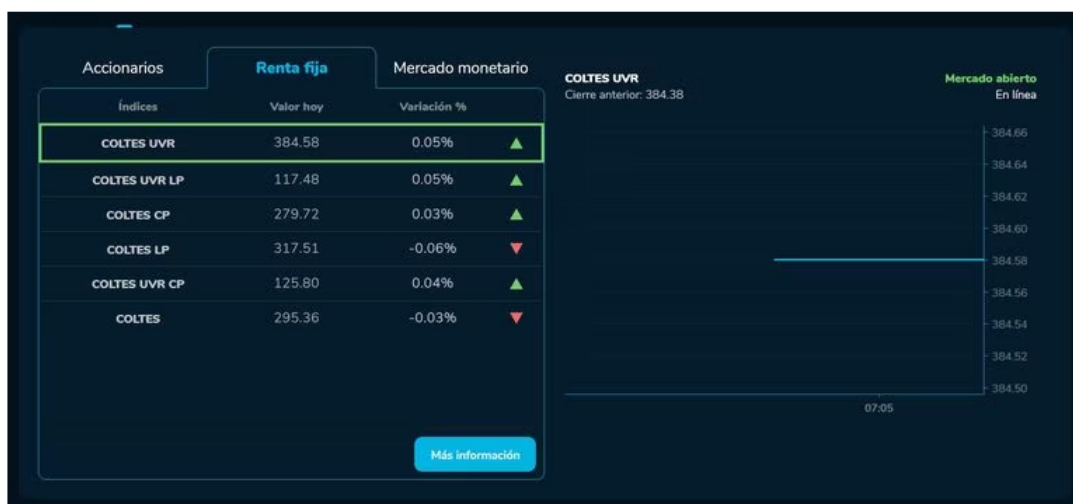 Accionarios Renta fija Mercado monetario
Índices Valor hoy Variación %
COLTES UVR 384.58 0.05%
COLTES UVR LP 117.48 0.05%
COLTES CP 279.72 0.03%
COLTES LP 317.51 -0.06%
COLTES UVR CP 125.80 0.04%
COLTES 295.36 -0.03%
Más información
COLTES UVR
Cierre anterior: 384.38
Mercado abierto
En línea
384.66
384.64
384.62
384.60
384.58
384.56
384.54
384.52
384.50
07:05